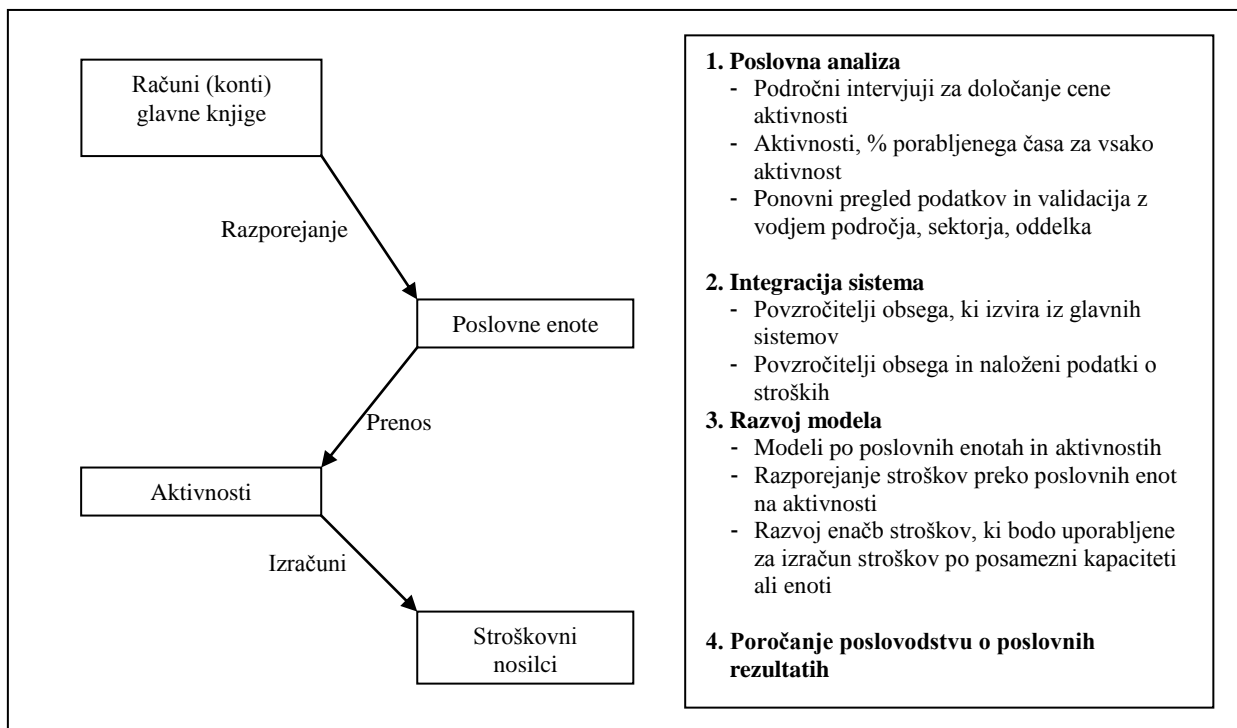 Računi (konti)
glavne knjige
Razporejanje
Poslovne enote
Prenos
Aktivnosti
Izračuni
Stroškovni
nosilci
1. Poslovna analiza
- Področni intervjuji za določanje cene
aktivnosti
- Aktivnosti, % porabljenega časa za vsako
aktivnost
- Ponovni pregled podatkov in validacija z
vodjem področja, sektorja, oddelka
2. Integracija sistema
- Povzročitelji obsega, ki izvira iz glavnih
sistemov
- Povzročitelji obsega in naloženi podatki o
stroških
3. Razvoj modela
- Modeli po poslovnih enotah in aktivnostih
- Razporejanje stroškov preko poslovnih enot
na aktivnosti
- Razvoj enačb stroškov, ki bodo uporabljene
za izračun stroškov po posamezni kapaciteti
ali enoti
4. Poročanje poslovodstvu o poslovnih
rezultatih